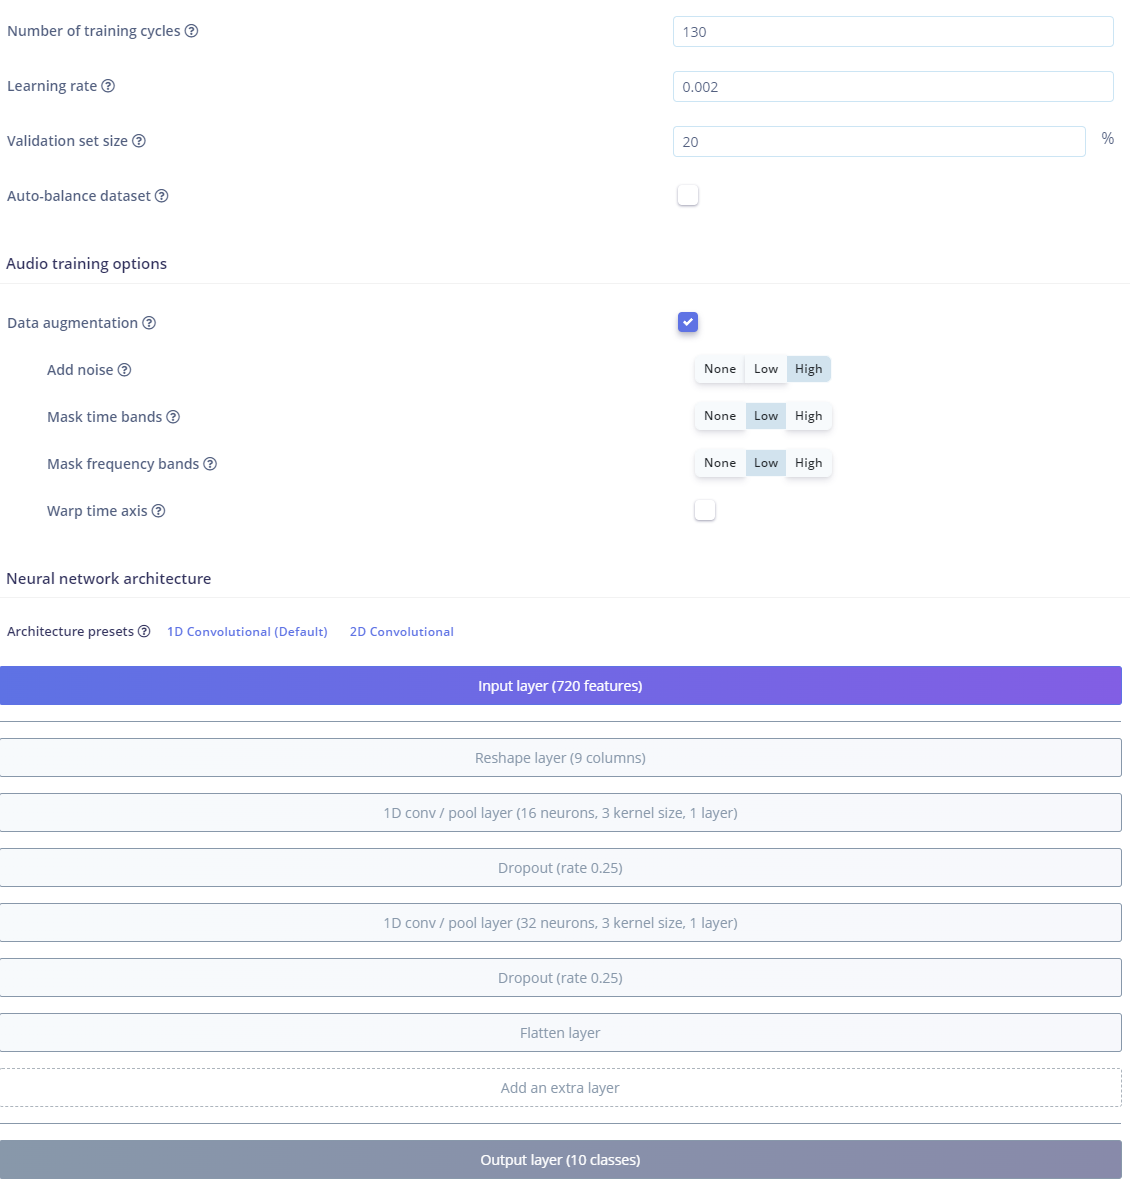 Number of training cycles
130
Learning rate
0.002
Validation set size
20 %
Auto-balance dataset
Audio training options
Data augmentation
Add noise None Low High
Mask time bands None Low High
Mask frequency bands None Low High
Warp time axis
Neural network architecture
Architecture presets 1D Convolutional (Default) 2D Convolutional
Input layer (720 features)
Reshape layer (9 columns)
1D conv / pool layer (16 neurons, 3 kernel size, 1 layer)
Dropout (rate 0.25)
1D conv / pool layer (32 neurons, 3 kernel size, 1 layer)
Dropout (rate 0.25)
Flatten layer
Add an extra layer
Output layer (10 classes)